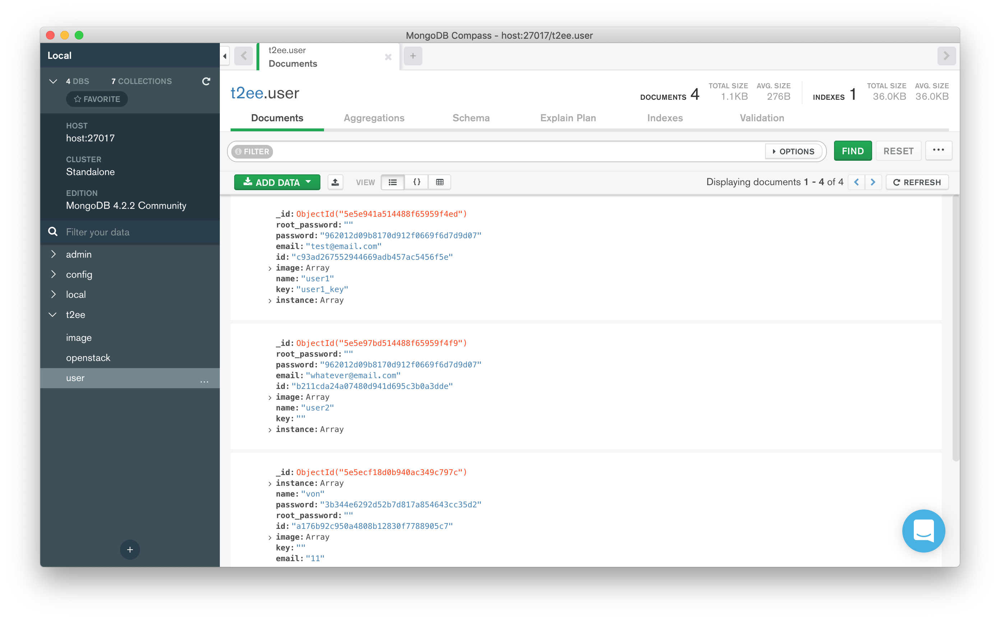 MongoDB Compass - host:27017/t2ee.user
Local
4 DBS 7 COLLECTIONS
FAVORITE
HOST
host:27017
CLUSTER
Standalone
EDITION
MongoDB 4.2.2 Community
Filter your data
admin
config
local
t2ee
image
openstack
user ...
t2ee.user
Documents
t2ee.user
DOCUMENTS 4 TOTAL SIZE 1.1KB AVG. SIZE 276B INDEXES 1 TOTAL SIZE 36.0KB AVG. SIZE 36.0KB
Documents Aggregations Schema Explain Plan Indexes Validation
FILTER OPTIONS FIND RESET ...
ADD DATA VIEW {} Displaying documents 1 - 4 of 4 REFRESH
_id: ObjectId("5e5e941a514488f65959f4ed")
root_password: ""
password: "962012d09b8170d912f0669f6d7d9d07"
email: "test@email.com"
id: "c93ad267552944669adb457ac5456f5e"
image: Array
name: "user1"
key: "user1_key"
instance: Array
_id: ObjectId("5e5e97bd514488f65959f4f9")
root_password: ""
password: "962012d09b8170d912f0669f6d7d9d07"
email: "whatever@email.com"
id: "b211cda24a07480d941d695c3b0a3dde"
image: Array
name: "user2"
key: ""
instance: Array
_id: ObjectId("5e5ecf18d0b940ac349c797c")
instance: Array
name: "von"
password: "3b344e6292d52b7d817a854643cc35d2"
root_password: ""
id: "a176b92c950a4808b12830f7788905c7"
image: Array
key: ""
email: "11"